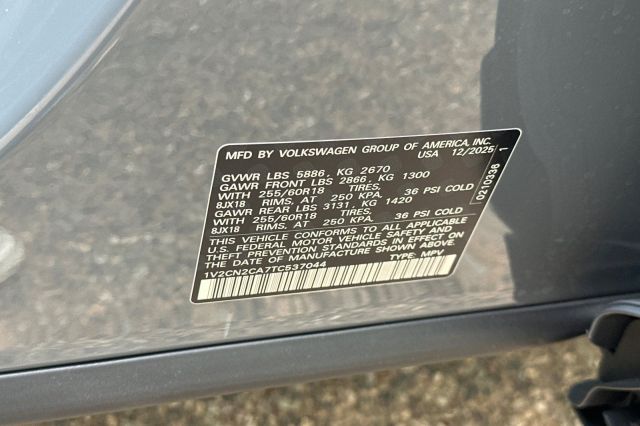 MFD BY VOLKSWAGEN GROUP OF AMERICA, INC.
USA 12/2025
GVWR LBS 5886, KG 2670
GAWR FRONT LBS 2866, KG 1300
WITH 255/60R18 TIRES,
8JX18 RIMS, AT 250 KPA. 36 PSI COLD
GAWR REAR LBS 3131, KG 1420
WITH 255/60R18 TIRES,
8JX18 RIMS, AT 250 KPA. 36 PSI COLD
THIS VEHICLE CONFORMS TO ALL APPLICABLE
U.S. FEDERAL MOTOR VEHICLE SAFETY AND
THEFT PREVENTION STANDARDS IN EFFECT ON
THE DATE OF MANUFACTURE SHOWN ABOVE.
1V2CN2CA7TC537044 TYPE: MPV
0210336 1